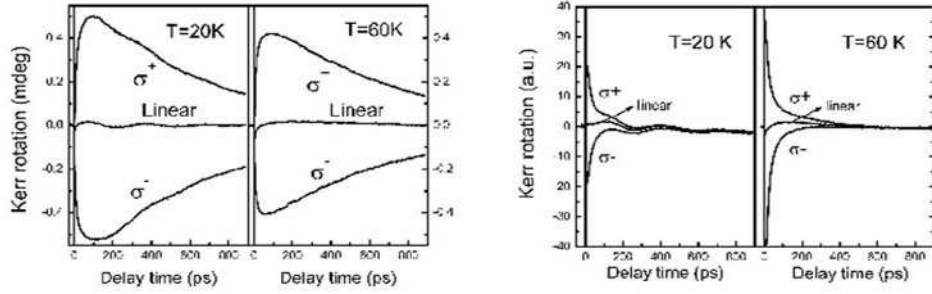 Kerr rotation (mdeg)
0.4
0.2
0.0
-0.2
-0.4
T=20K
σ+
Linear
σ-
0 200 400 600 800
Delay time (ps)
T=60K
σ-
Linear
σ-
0.4
0.2
0.0
-0.2
-0.4
0 200 400 600 800
Delay time (ps)
Kerr rotation (a.u.)
40
30
20
10
0
-10
-20
-30
-40
T=20 K
σ+
linear
σ-
0 200 400 600 800
Delay time (ps)
T=60 K
σ+
linear
σ-
0 200 400 600 800
Delay time (ps)